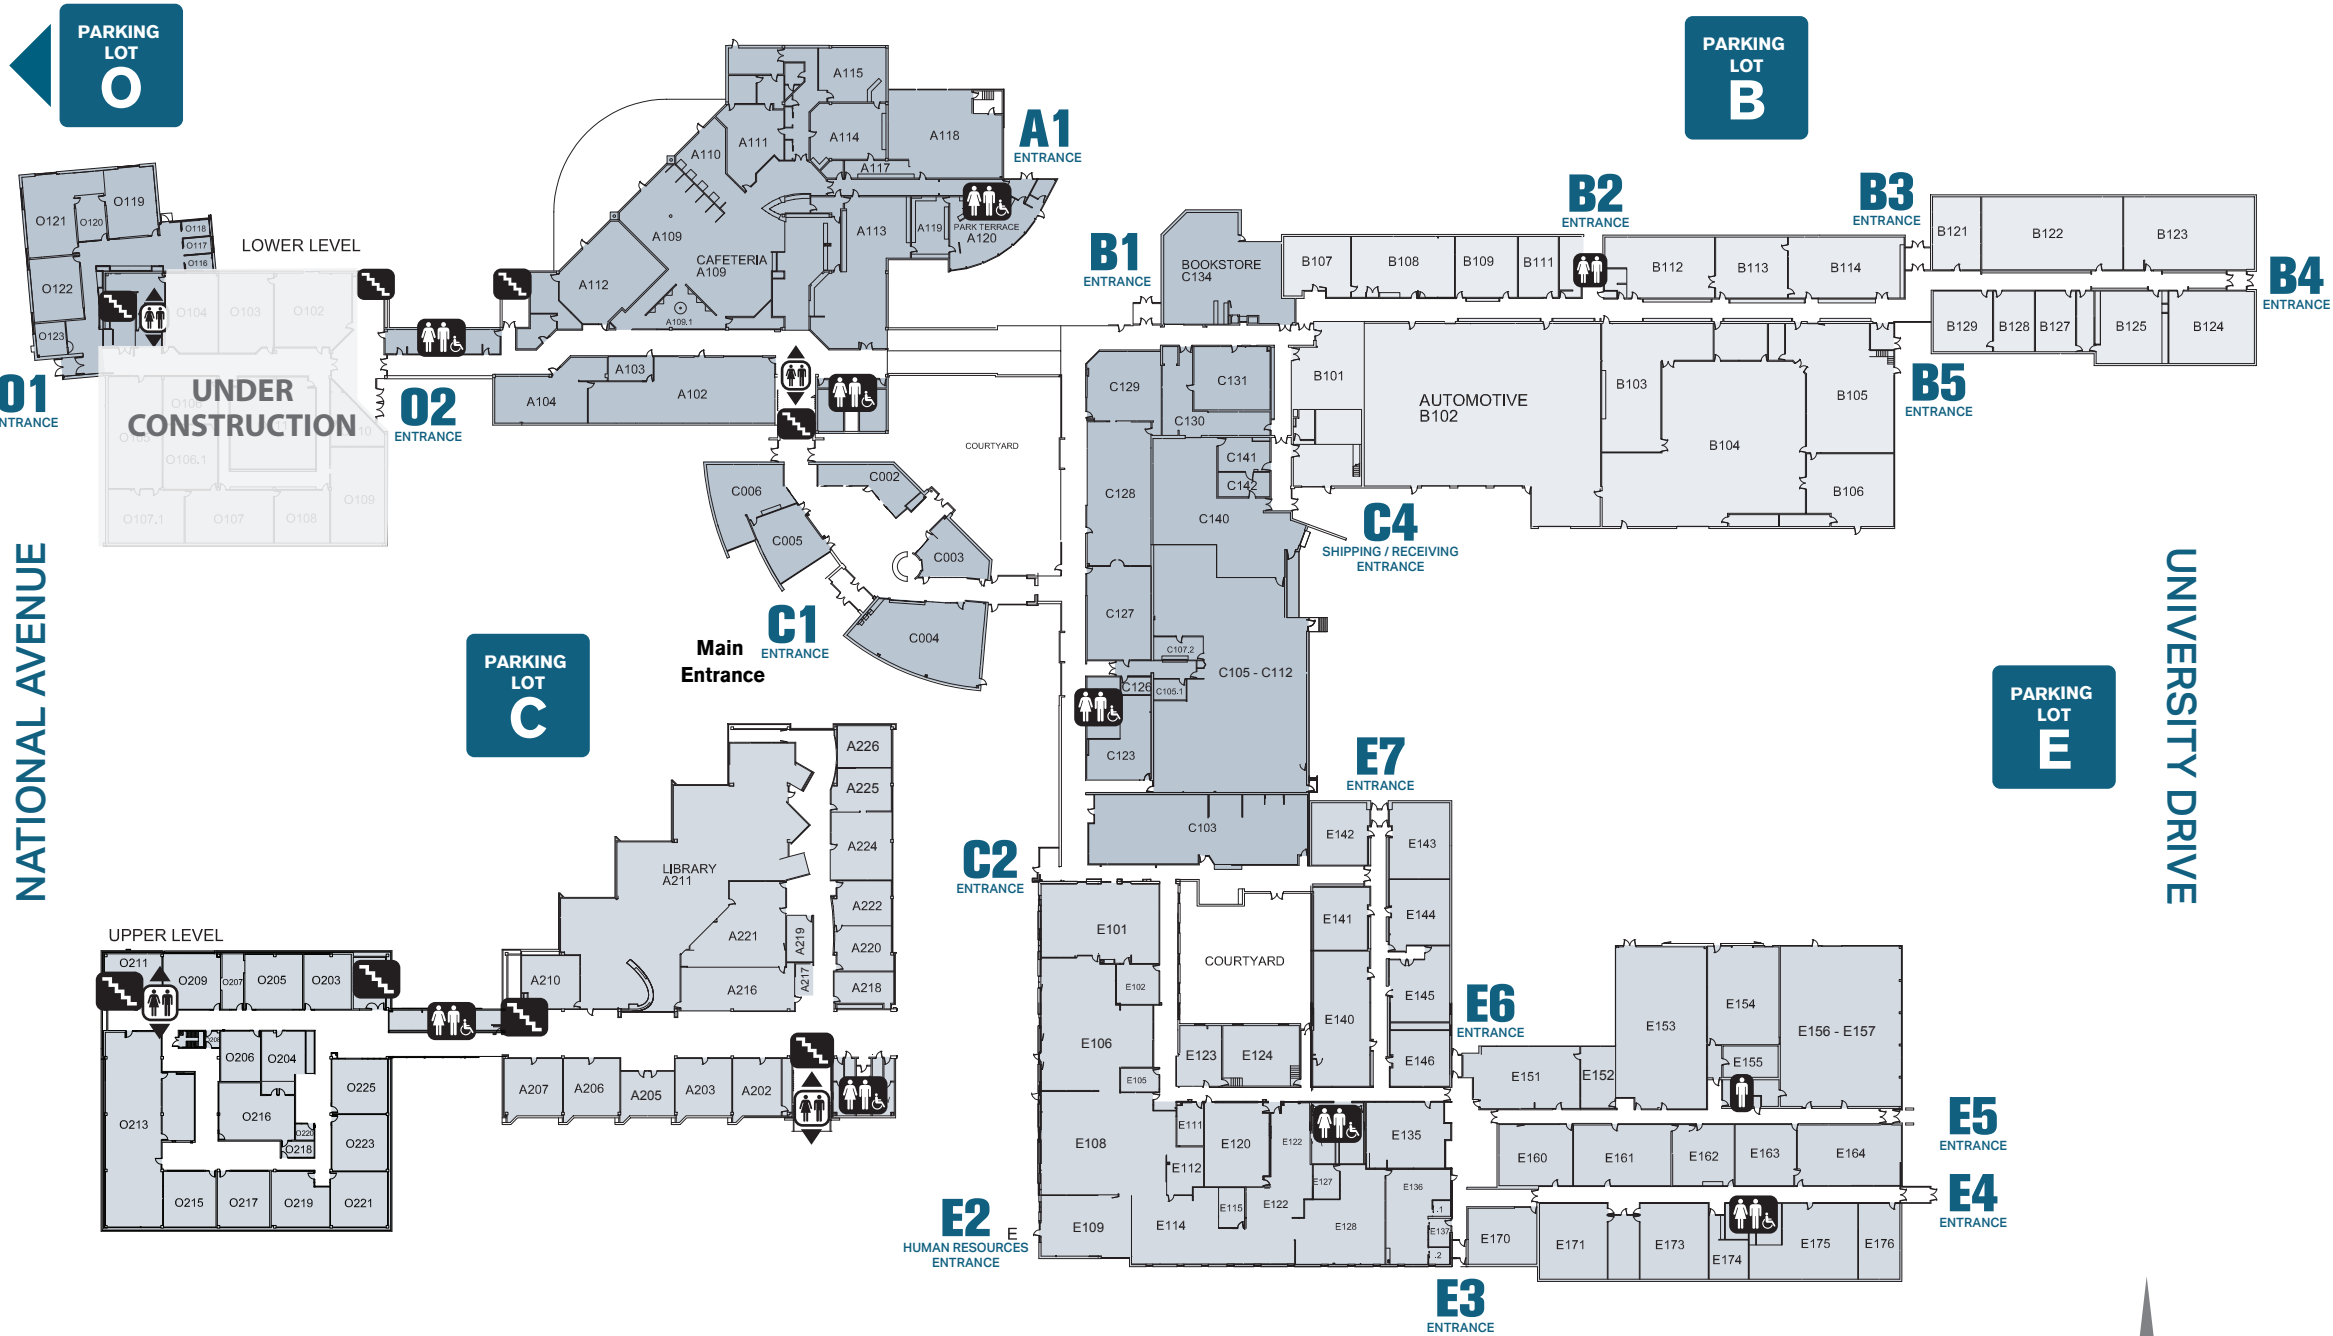 PARKING
LOT
O
PARKING
LOT
B
A115
A111
A114
A118
A110
A117
A1
ENTRANCE
O121
O120
O119
O118
O117
O116
O122
O123
LOWER LEVEL
A109
CAFETERIA
A109
A112
A109.1
A113
A119
PARK TERRACE
A120
B1
ENTRANCE
BOOKSTORE
C134
B107
B108
B109
B111
B2
ENTRANCE
B112
B113
B114
B3
ENTRANCE
B121
B122
B123
B4
ENTRANCE
B129
B128
B127
B125
B124
O104
O103
O102
UNDER
CONSTRUCTION
O106.1
O109
O107.1
O107
O108
O1
ENTRANCE
O2
ENTRANCE
A103
A104
A102
COURTYARD
C129
C131
C130
B101
AUTOMOTIVE
B102
B103
B104
B105
B106
B5
ENTRANCE
C006
C002
C005
C003
C004
C128
C141
C142
C140
C4
SHIPPING / RECEIVING
ENTRANCE
C127
C107.2
C105 - C112
C126
C105.1
C123
C103
Main
Entrance
C1
ENTRANCE
NATIONAL AVENUE
PARKING
LOT
C
UNIVERSITY DRIVE
PARKING
LOT
E
A226
A225
A224
LIBRARY
A211
A222
A221
A219
A220
A217
A216
A218
A210
C2
ENTRANCE
E7
ENTRANCE
E142
E143
E141
E144
E101
COURTYARD
E102
E145
E140
E106
E123
E124
E146
E105
E6
ENTRANCE
E153
E154
E156 - E157
E155
E151
E152
UPPER LEVEL
O211
O209
O207
O205
O203
O208
O206
O204
O225
O216
O213
O220
O218
O223
O215
O217
O219
O221
A207
A206
A205
A203
A202
E108
E111
E120
E122
E135
E112
E127
E136
.1
E109
E114
E115
E122
E128
E137
.2
E2
HUMAN RESOURCES
ENTRANCE
E
E160
E161
E162
E163
E164
E5
ENTRANCE
E4
ENTRANCE
E170
E171
E173
E174
E175
E176
E3
ENTRANCE